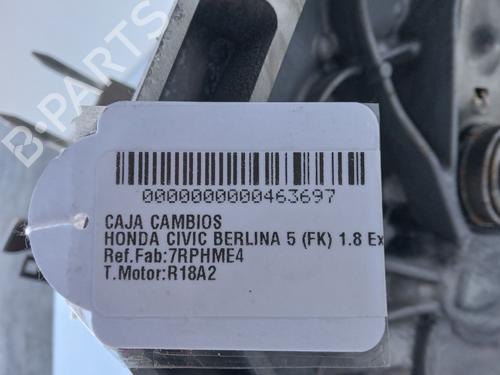 B-PARTS
0000000000463697
CAJA CAMBIOS
HONDA CIVIC BERLINA 5 (FK) 1.8 Ex
Ref.Fab:7RPHME4
T.Motor:R18A2